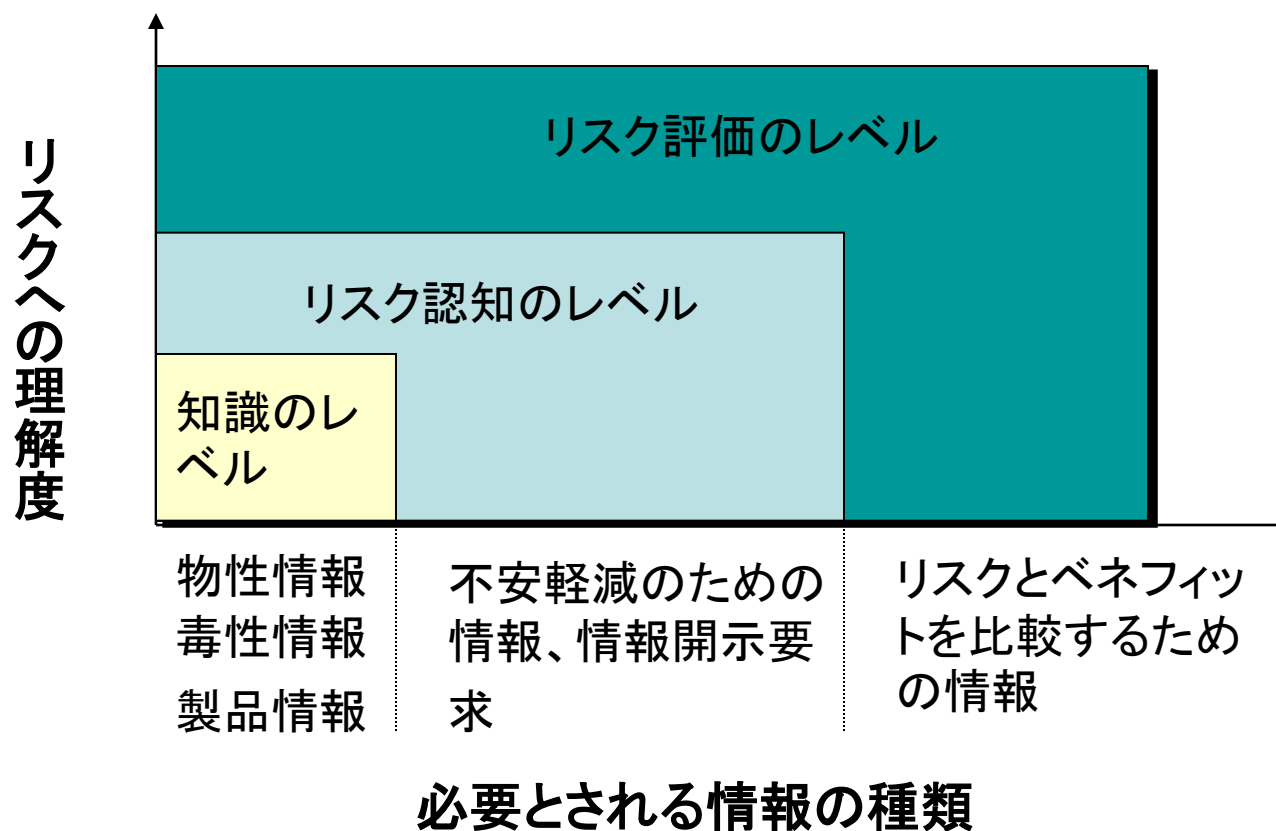 リスクへの理解度
リスク評価のレベル
リスク認知のレベル
知識のレ
ベル
物性情報
毒性情報
製品情報
不安軽減のための
情報、情報開示要
求
リスクとベネフィッ
トを比較するため
の情報
必要とされる情報の種類